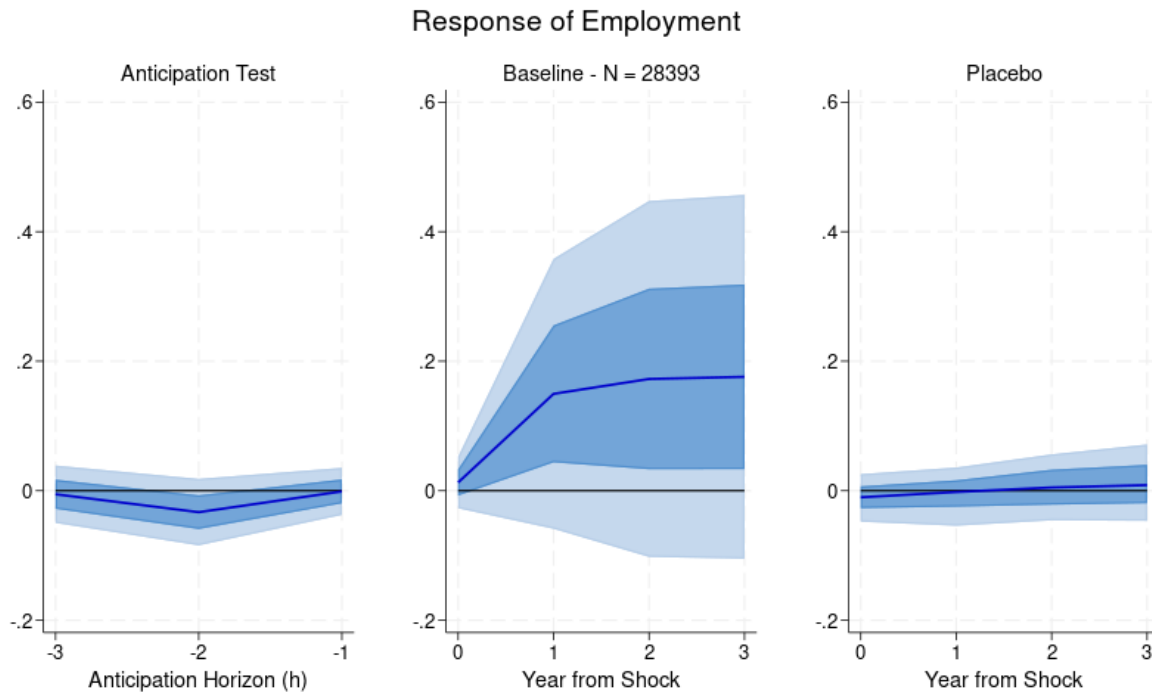 Response of Employment
Anticipation Test
.6
.4
.2
0
-.2
-3 -2 -1
Anticipation Horizon (h)
Baseline - N = 28393
.6
.4
.2
0
-.2
0 1 2 3
Year from Shock
Placebo
.6
.4
.2
0
-.2
0 1 2 3
Year from Shock